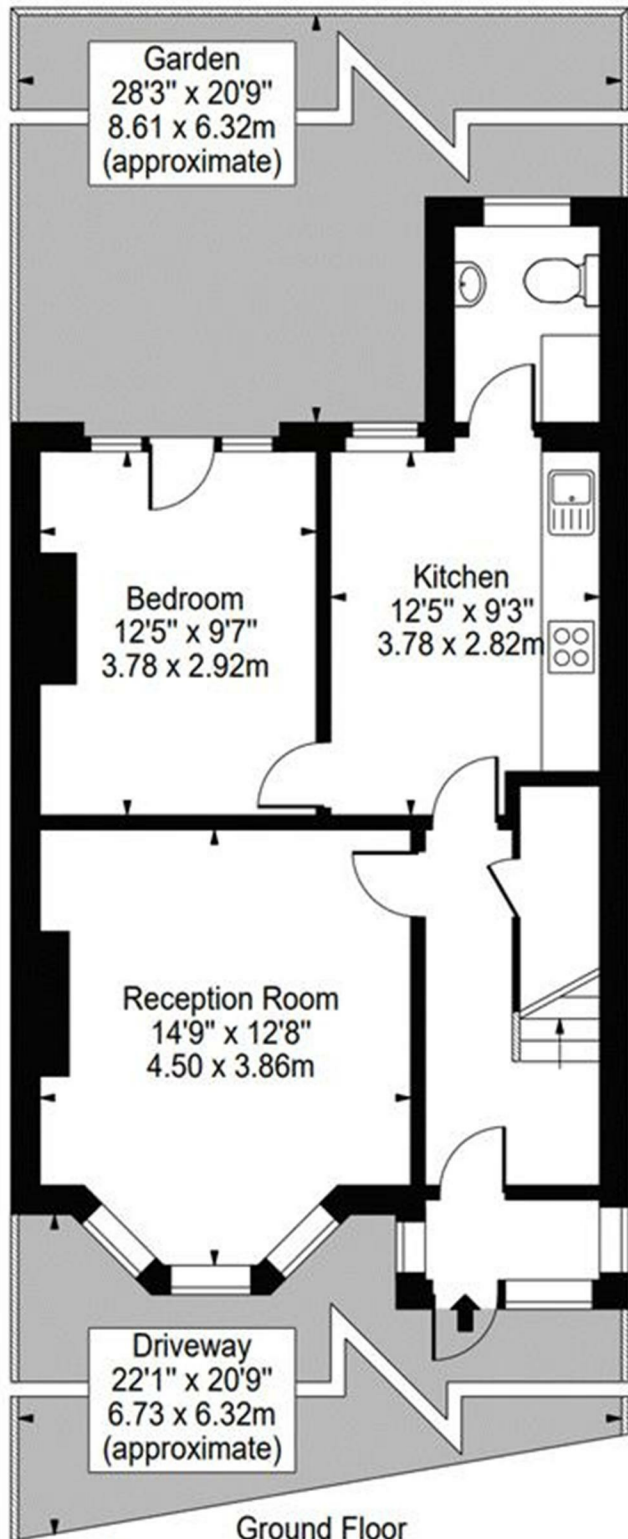 Garden
28'3" x 20'9"
8.61 x 6.32m
(approximate)
Bedroom
12'5" x 9'7"
3.78 x 2.92m
Kitchen
12'5" x 9'3"
3.78 x 2.82m
Reception Room
14'9" x 12'8"
4.50 x 3.86m
Driveway
22'1" x 20'9"
6.73 x 6.32m
(approximate)
Ground Floor